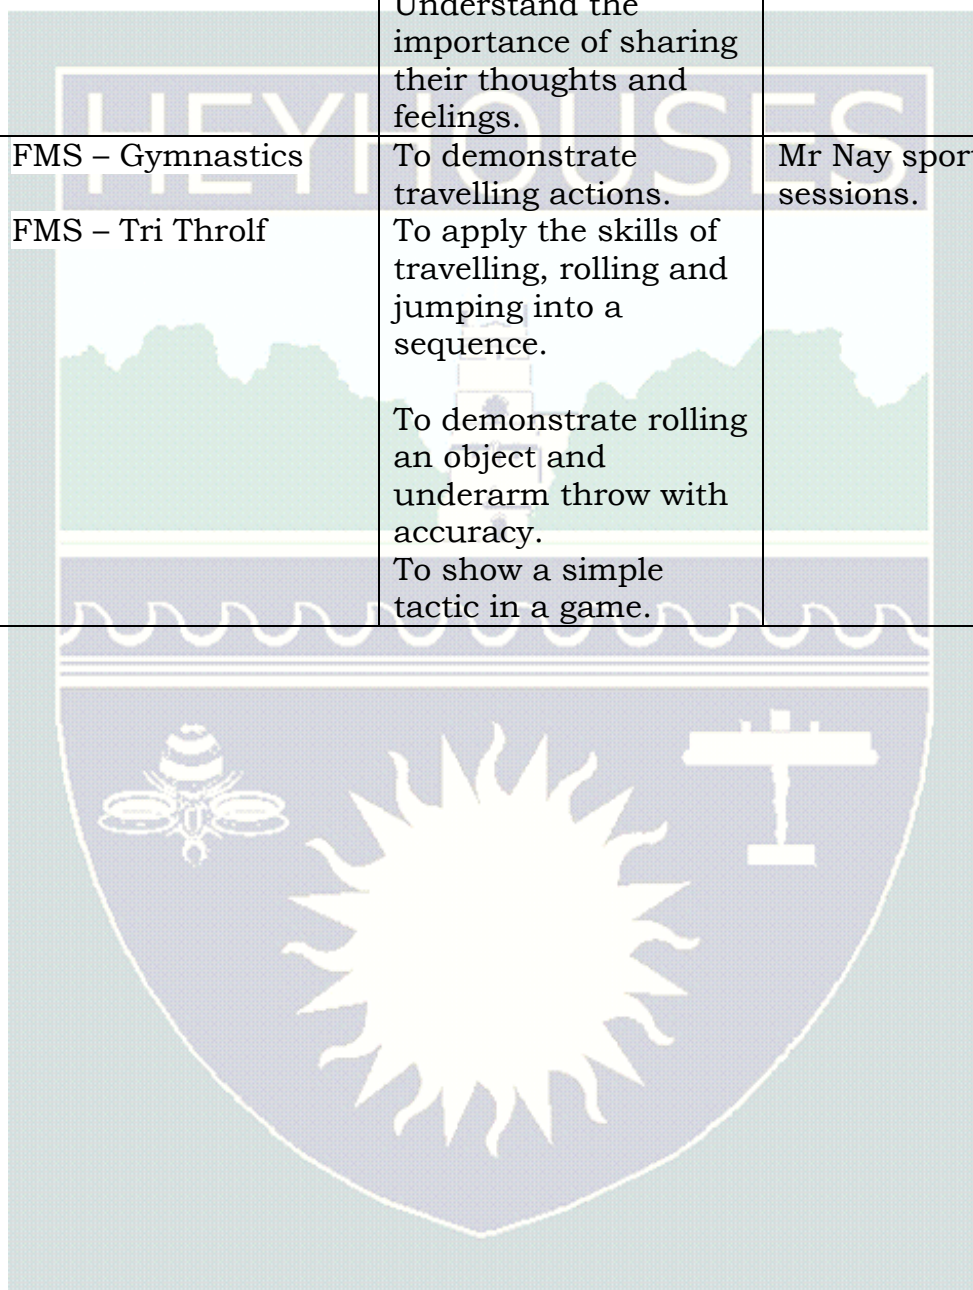 Understand the
importance of sharing
their thoughts and
feelings.
HEYHOUSES
FMS – Gymnastics
FMS – Tri Throlf
To demonstrate
travelling actions.
To apply the skills of
travelling, rolling and
jumping into a
sequence.
To demonstrate rolling
an object and
underarm throw with
accuracy.
To show a simple
tactic in a game.
Mr Nay sport
sessions.